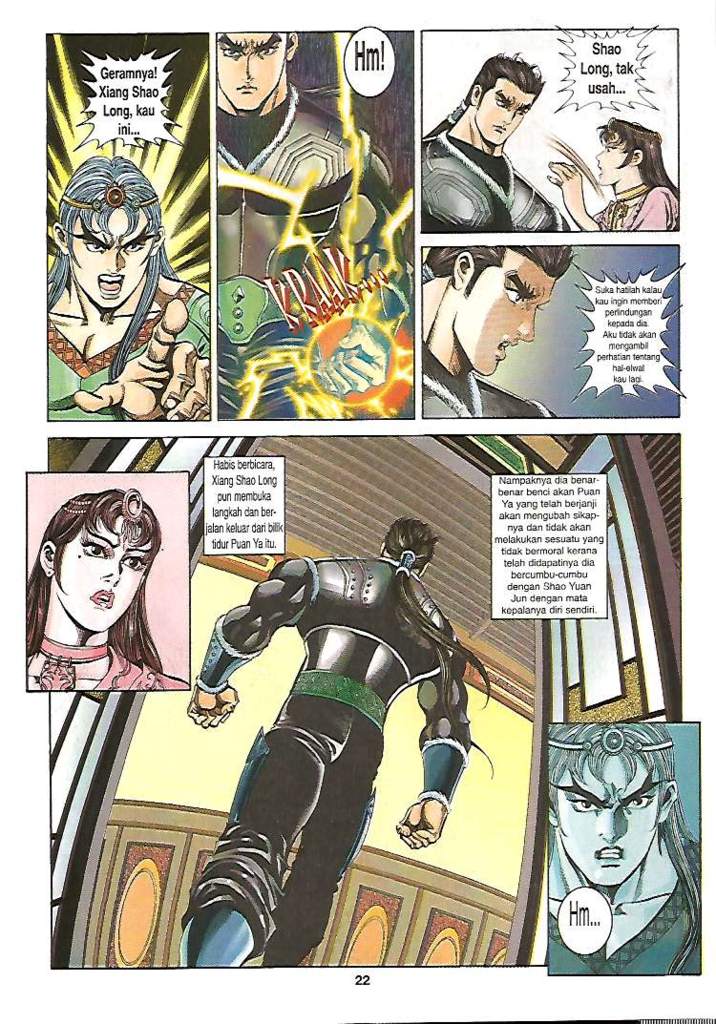 Geramnya!
Xiang Shao
Long, kau
ini...
Hm!
KRAAK...
Shao
Long, tak
usah...
Suka hatilah kalau
kau ingin memberi
perlindungan
kepada dia.
Aku tidak akan
mengambil
perhatian tentang
hal-elwal
kau lagi.
Habis berbicara,
Xiang Shao Long
pun membuka
langkah dan ber-
jalan keluar dari bilik
tidur Puan Ya itu.
Nampaknya dia benar-
benar benci akan Puan
Ya yang telah berjanji
akan mengubah sikap-
nya dan tidak akan
melakukan sesuatu yang
tidak bermoral kerana
telah didapatki dia
bercumbu-cumbu
dengan Shao Yuan
Jun dengan mata
kepalanya diri sendiri.
Hm...
22